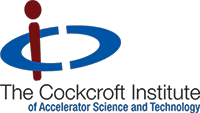 The Cockcroft Institute
of Accelerator Science and Technology